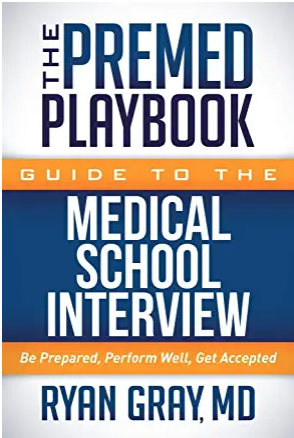 THE PREMED
PLAYBOOK
GUIDE TO THE
MEDICAL
SCHOOL
INTERVIEW
Be Prepared, Perform Well, Get Accepted
RYAN GRAY, MD